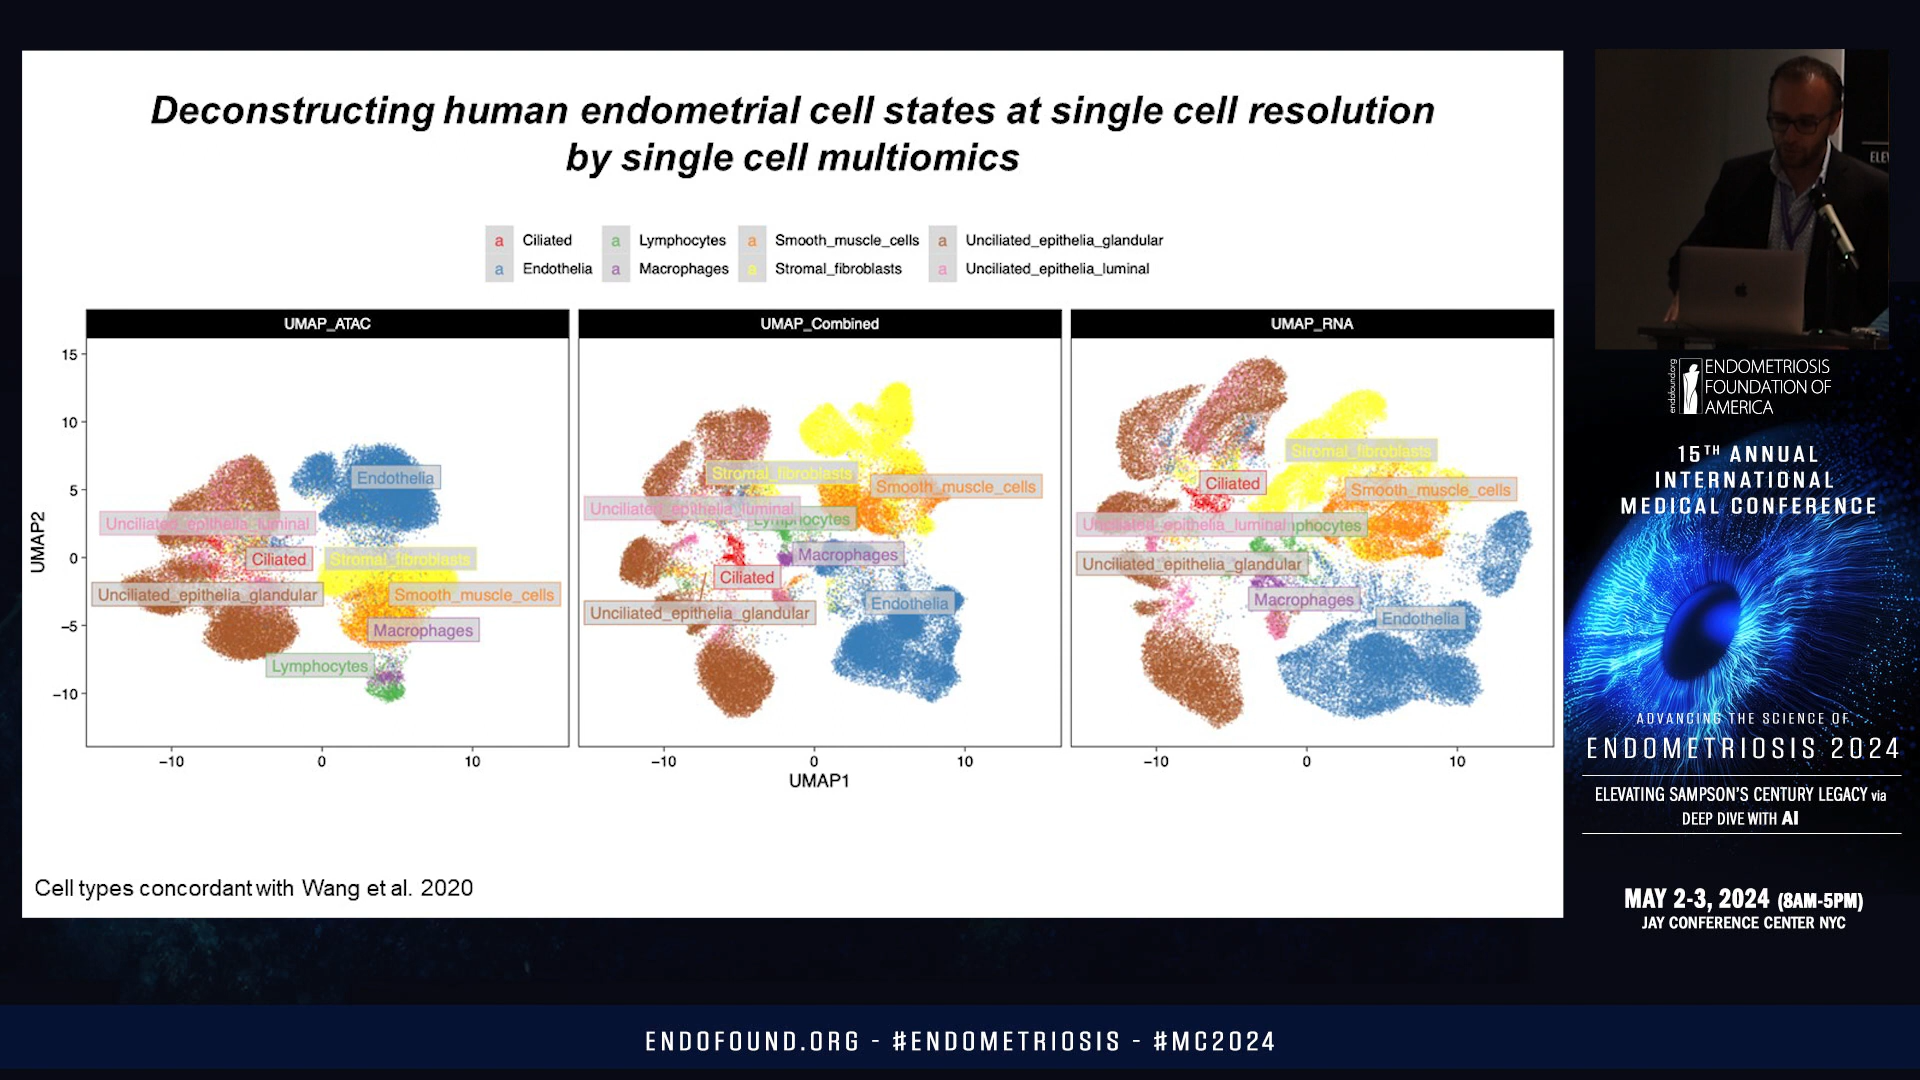 Deconstructing human endometrial cell states at single cell resolution
by single cell multiomics
a Ciliated a Lymphocytes a Smooth_muscle_cells a Unciliated_epithelia_glandular
a Endothelia a Macrophages a Stromal_fibroblasts a Unciliated_epithelia_luminal
UMAP_ATAC
UMAP_Combined
UMAP_RNA
UMAP2
15
10
5
0
−5
−10
Endothelia
Unciliated_epithelia_luminal
Ciliated
Stromal_fibroblasts
Unciliated_epithelia_glandular
Smooth_muscle_cells
Macrophages
Lymphocytes
−10 0 10
Stromal_fibroblasts
Smooth_muscle_cells
Unciliated_epithelia_luminal
Lymphocytes
Macrophages
Ciliated
Endothelia
Unciliated_epithelia_glandular
−10 0 10
UMAP1
Stromal_fibroblasts
Ciliated
Smooth_muscle_cells
Unciliated_epithelia_luminal
phocytes
Unciliated_epithelia_glandular
Macrophages
Endothelia
−10 0 10
Cell types concordant with Wang et al. 2020
ELE
endofound.org
ENDOMETRIOSIS
FOUNDATION OF
AMERICA
15TH ANNUAL
INTERNATIONAL
MEDICAL CONFERENCE
ADVANCING THE SCIENCE OF
ENDOMETRIOSIS 2024
ELEVATING SAMPSON'S CENTURY LEGACY via
DEEP DIVE WITH AI
MAY 2-3, 2024 (8AM-5PM)
JAY CONFERENCE CENTER NYC
ENDOFOUND.ORG - #ENDOMETRIOSIS - #MC2024